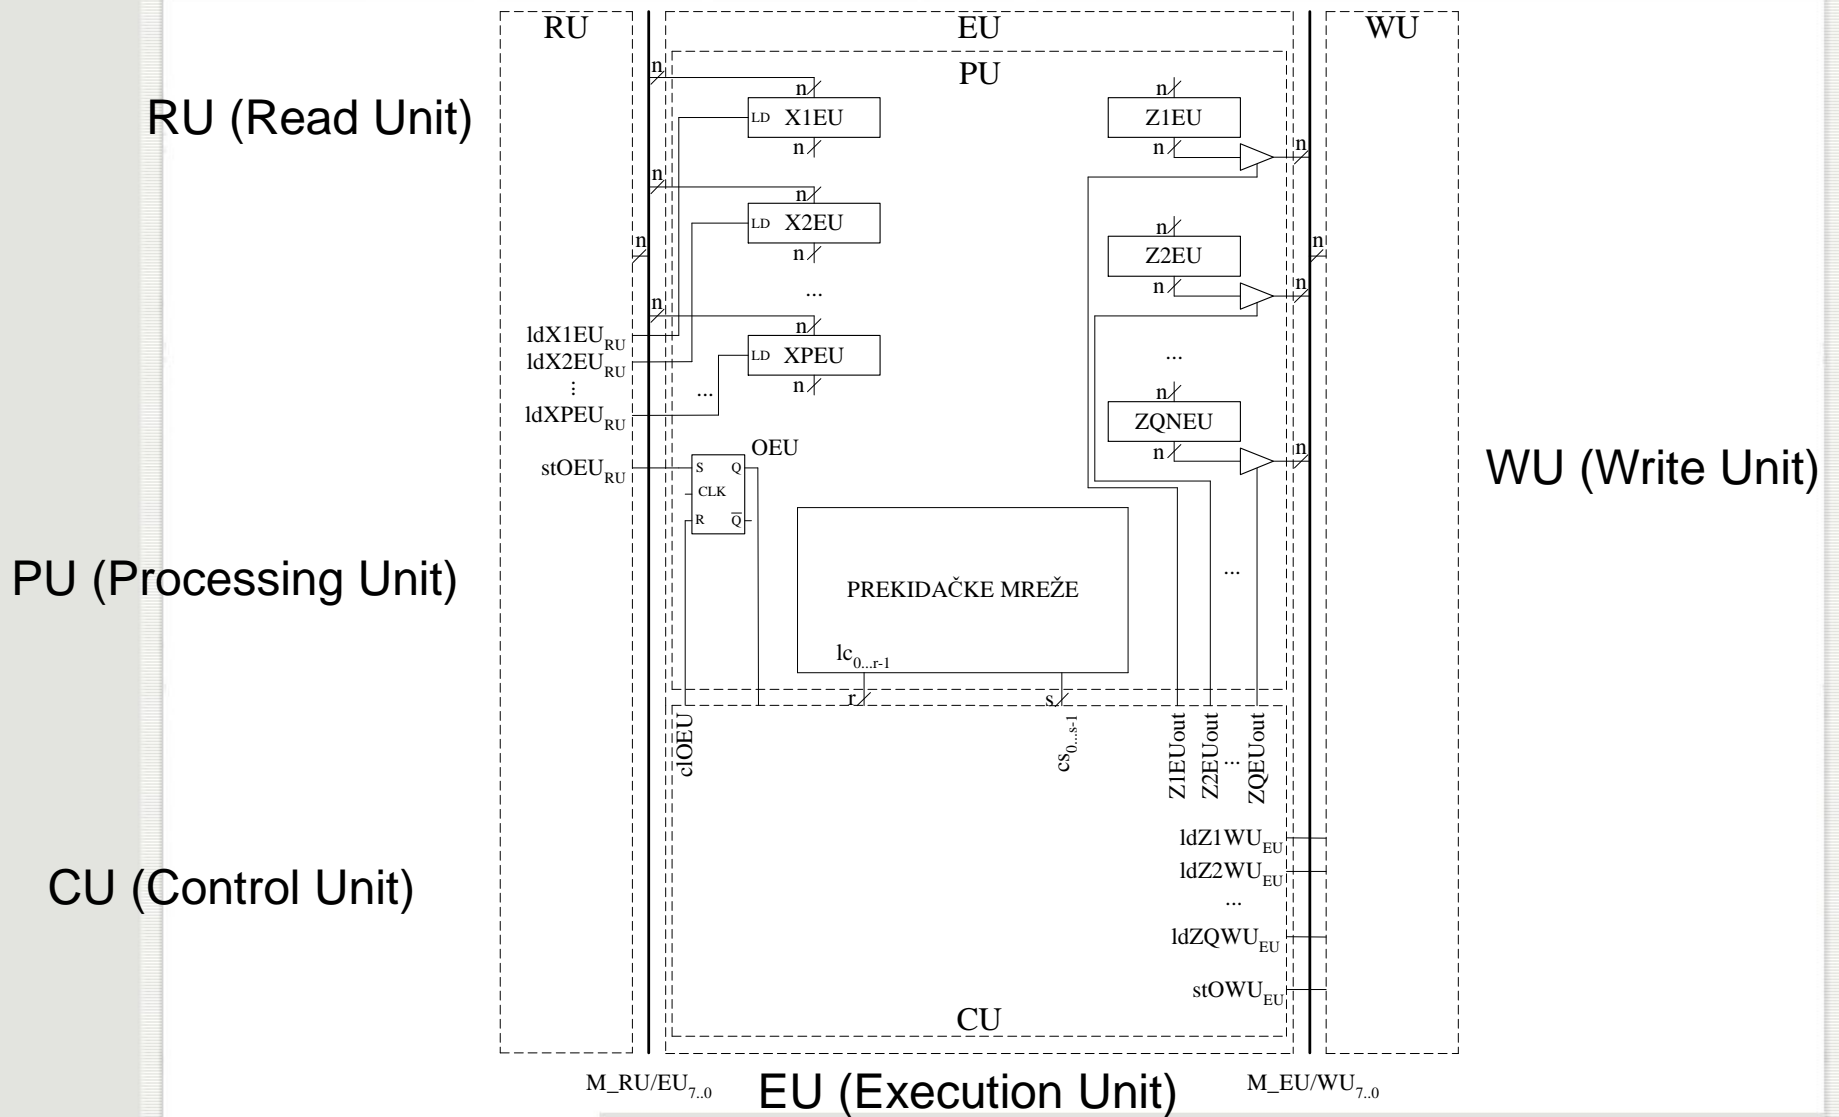 RU
EU
WU
PU
RU (Read Unit)
n
n
LD X1EU
n
n
n
LD X2EU
n
n
...
n
n
LD XPEU
n
...
ldX1EU_RU
ldX2EU_RU
⋮
ldXPEU_RU
stOEU_RU
OEU
S Q
CLK
R Q̅
n
Z1EU
n
n
n
Z2EU
n
n
n
...
n
ZQNEU
n
n
...
WU (Write Unit)
PU (Processing Unit)
PREKIDAČKE MREŽE
lc_0...r-1
r
s
clOEU
cs_0...s-1
Z1EUout
Z2EUout
...
ZQEUout
CU (Control Unit)
ldZ1WU_EU
ldZ2WU_EU
...
ldZQWU_EU
stOWU_EU
CU
M_RU/EU_7..0
EU (Execution Unit)
M_EU/WU_7..0